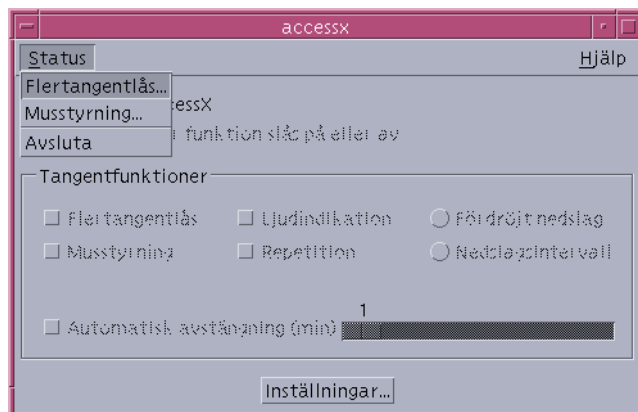 accessx
Status Hjälp
Flertangentlås...
Musstyrning...
Avsluta
essX
funktion slås på eller av
Tangentfunktioner
Flertangentlås Ljudindikation Fördröjt nedslag
Musstyrning Repetition Nedslagsintervall
1
Automatisk avstängning (min)
Inställningar...